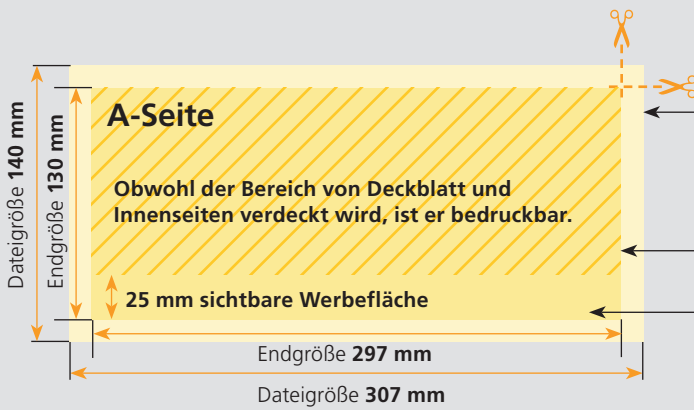 A-Seite
Obwohl der Bereich von Deckblatt und
Innenseiten verdeckt wird, ist er bedruckbar.
25 mm sichtbare Werbefläche
Dateigröße 140 mm
Endgröße 130 mm
Endgröße 297 mm
Dateigröße 307 mm